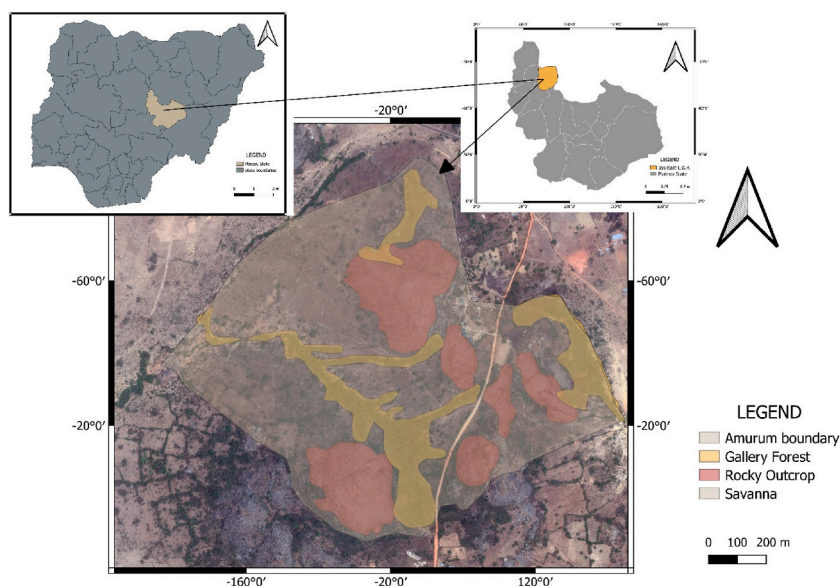 LEGEND
Plateau State
State boundaries
LEGEND
Jos-East L.G.A
Plateau State
-20°0'
-60°0'
-20°0'
-60°0'
-20°0'
-160°0'
-20°0'
120°0'
LEGEND
Amurum boundary
Gallery Forest
Rocky Outcrop
Savanna
0 100 200 m